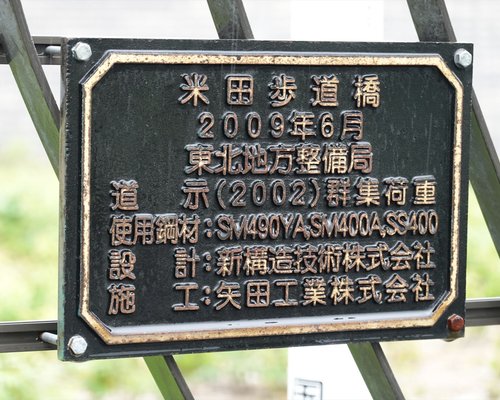 米田歩道橋
2009年6月
東北地方整備局
道示(2002)群集荷重
使用鋼材:SM490YA,SM400A,SS400
設計:新構造技術株式会社
施工:矢田工業株式会社